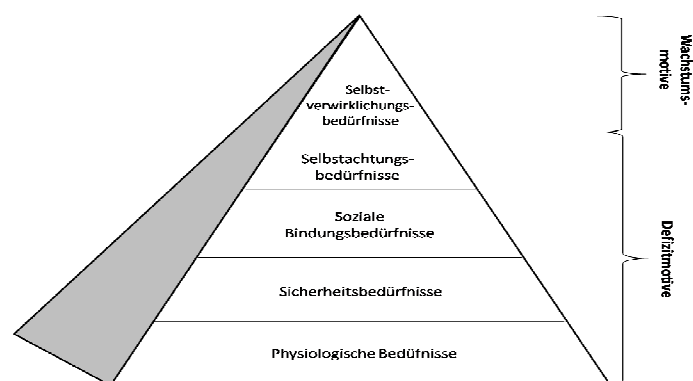 Selbst-
verwirklichungs-
bedürfnisse
Selbstachtungs-
bedürfnisse
Soziale
Bindungsbedürfnisse
Sicherheitsbedürfnisse
Physiologische Bedüfnisse
Wachstums-
motive
Defizitmotive